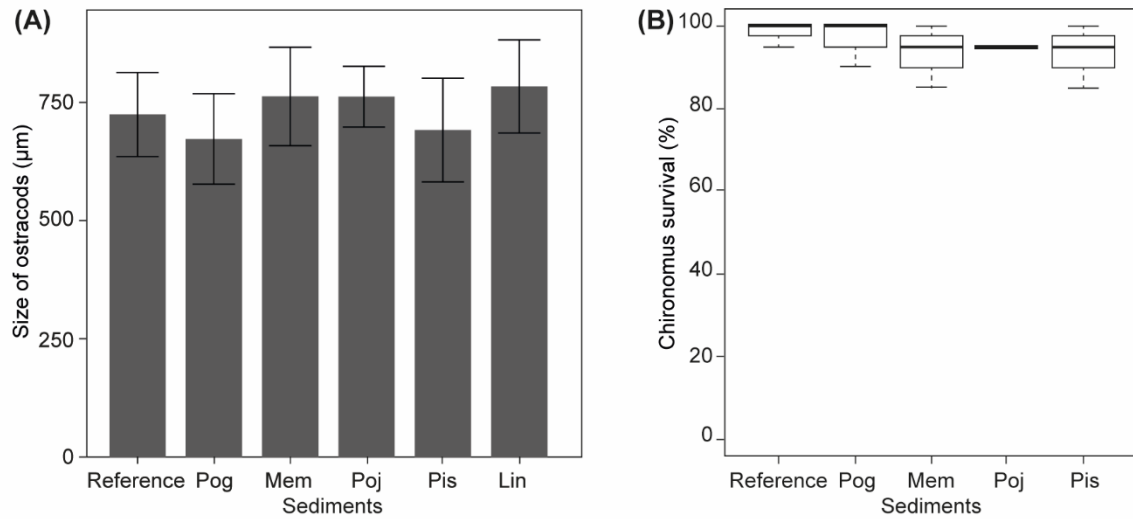 (A)
Size of ostracods (µm)
750
500
250
0
Reference Pog Mem Poj Pis Lin
Sediments
(B)
Chironomus survival (%)
100
80
60
40
20
0
Reference Pog Mem Poj Pis
Sediments